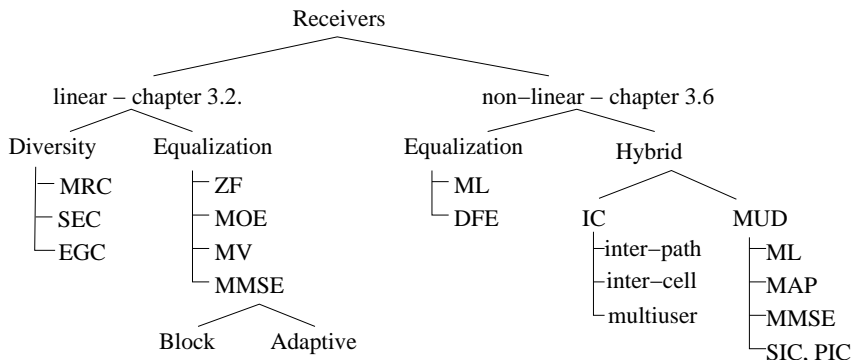 Receivers
linear – chapter 3.2.
non–linear – chapter 3.6
Diversity
Equalization
Equalization
Hybrid
MRC
SEC
EGC
ZF
MOE
MV
MMSE
Block
Adaptive
ML
DFE
IC
MUD
inter–path
inter–cell
multiuser
ML
MAP
MMSE
SIC, PIC